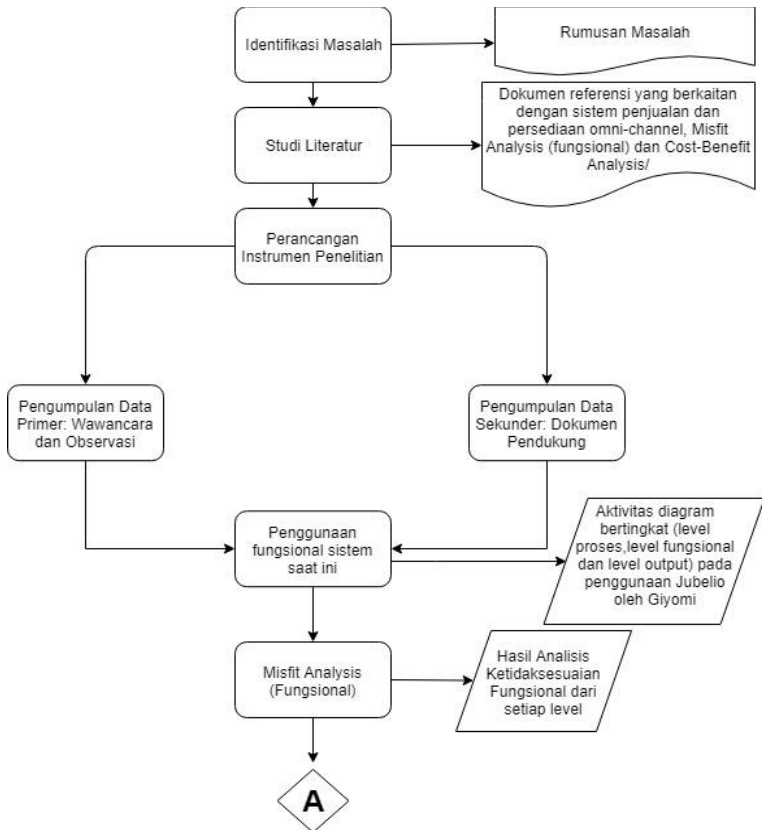 Identifikasi Masalah
Rumusan Masalah
Studi Literatur
Dokumen referensi yang berkaitan
dengan sistem penjualan dan
persediaan omni-channel, Misfit
Analysis (fungsional) dan Cost-Benefit
Analysis/
Perancangan
Instrumen Penelitian
Pengumpulan Data
Primer: Wawancara
dan Observasi
Pengumpulan Data
Sekunder: Dokumen
Pendukung
Penggunaan
fungsional sistem
saat ini
Aktivitas diagram
bertingkat (level
proses,level fungsional
dan level output) pada
penggunaan Jubelio
oleh Giyomi
Misfit Analysis
(Fungsional)
Hasil Analisis
Ketidaksesuaian
Fungsional dari
setiap level
A